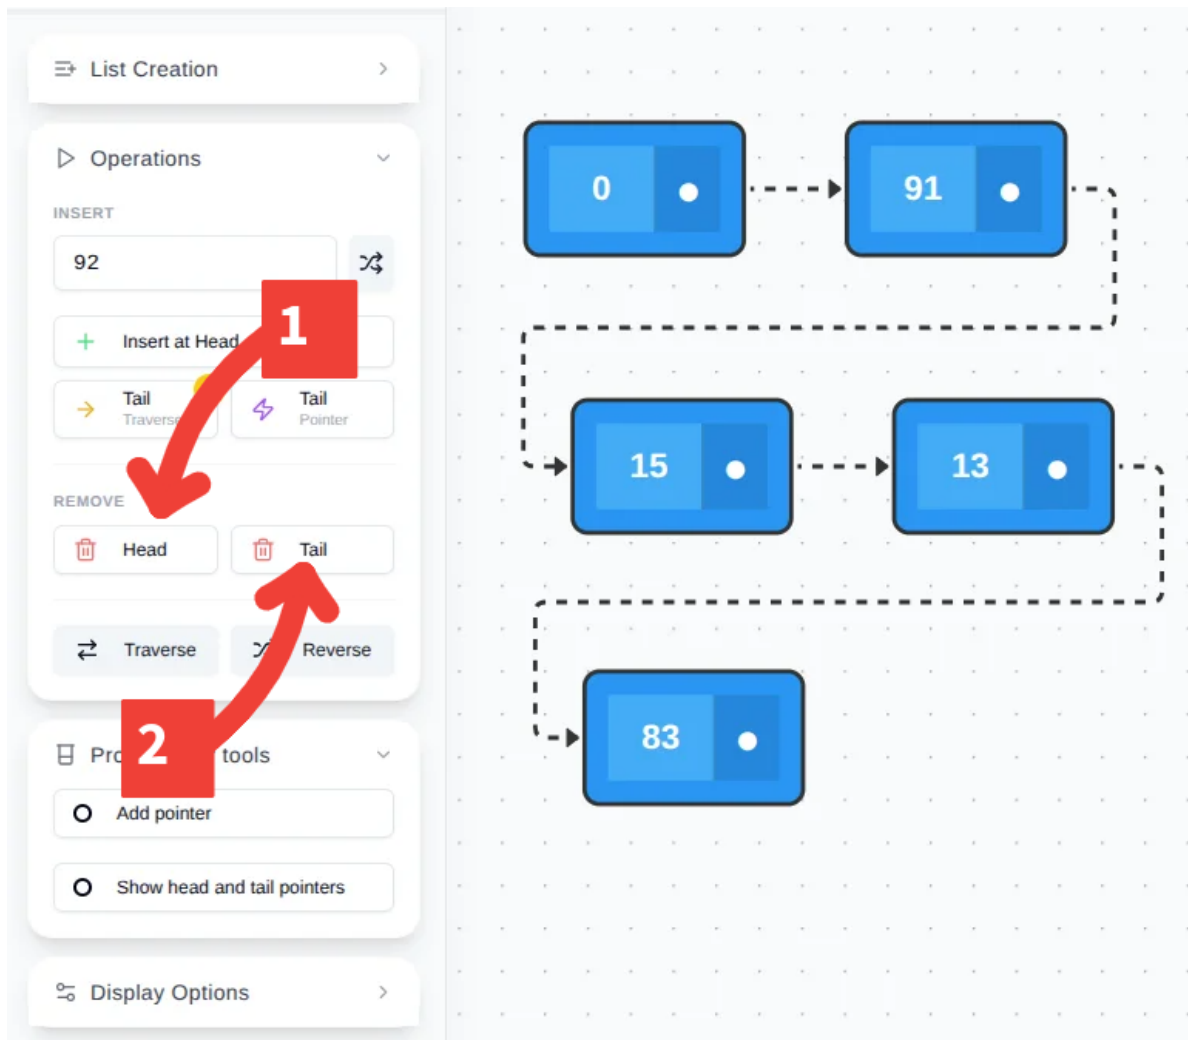 List Creation
Operations
INSERT
92
1
Insert at Head
Tail
Traverse
Tail
Pointer
REMOVE
Head
Tail
Traverse
Reverse
2
tools
Add pointer
Show head and tail pointers
Display Options
0
91
15
13
83